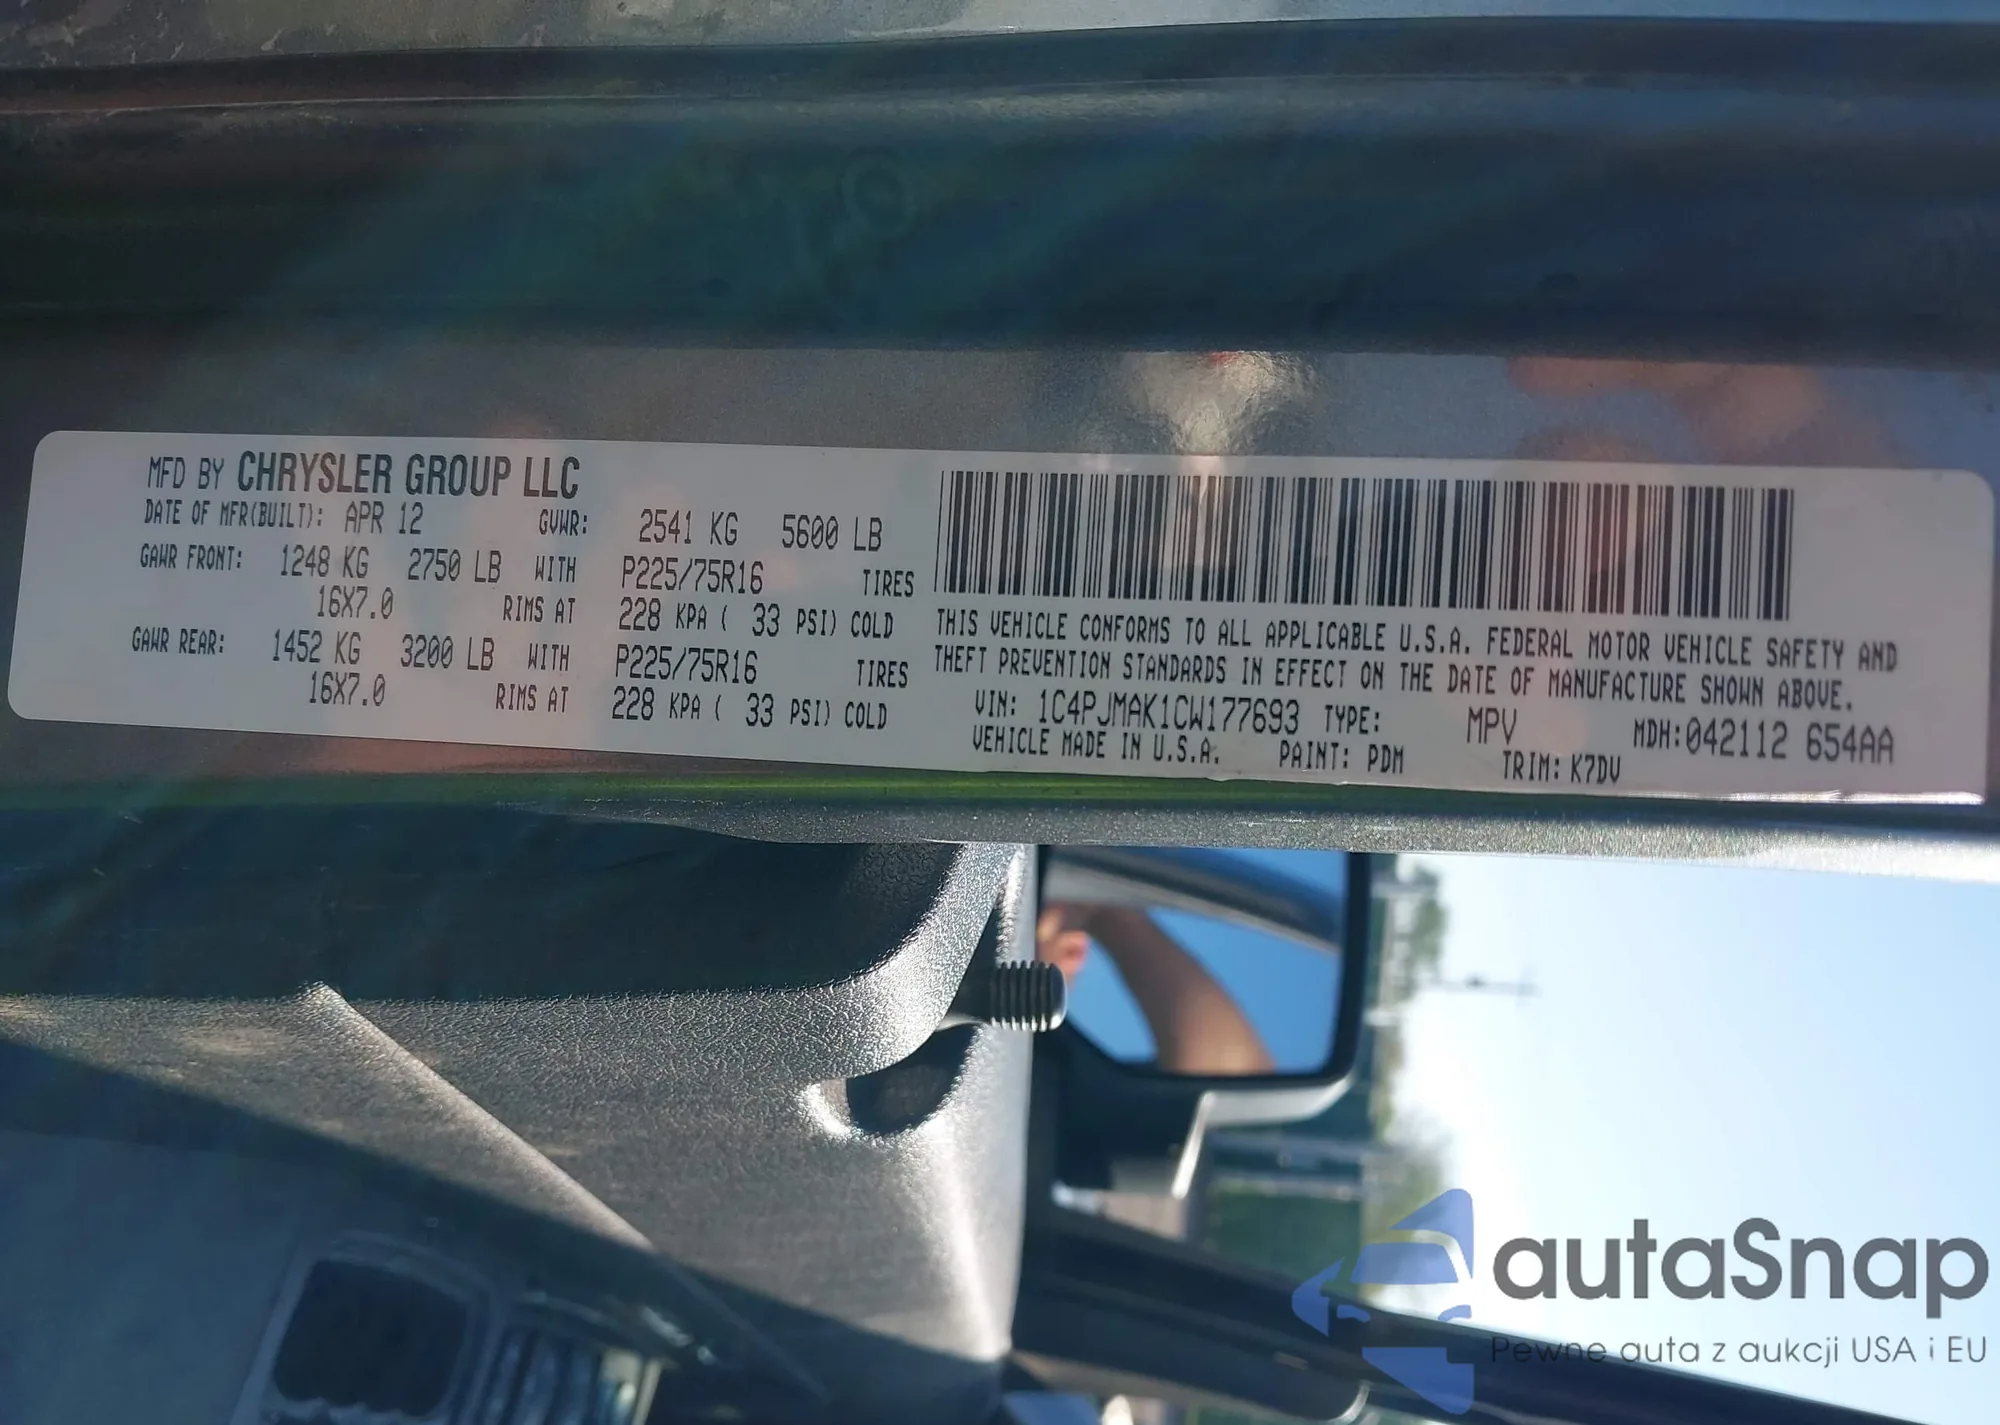 MFD BY CHRYSLER GROUP LLC
DATE OF MFR(BUILT): APR 12 GVWR: 2541 KG 5600 LB
GAWR FRONT: 1248 KG 2750 LB WITH P225/75R16 TIRES
16X7.0 RIMS AT 228 KPA ( 33 PSI) COLD
GAWR REAR: 1452 KG 3200 LB WITH P225/75R16 TIRES
16X7.0 RIMS AT 228 KPA ( 33 PSI) COLD
THIS VEHICLE CONFORMS TO ALL APPLICABLE U.S.A. FEDERAL MOTOR VEHICLE SAFETY AND
THEFT PREVENTION STANDARDS IN EFFECT ON THE DATE OF MANUFACTURE SHOWN ABOVE.
VIN: 1C4PJMAK1CW177693 TYPE: MPV MDH:042112 654AA
VEHICLE MADE IN U.S.A. PAINT: PDM TRIM: K7DV
autaSnap
Pewne auta z aukcji USA i EU